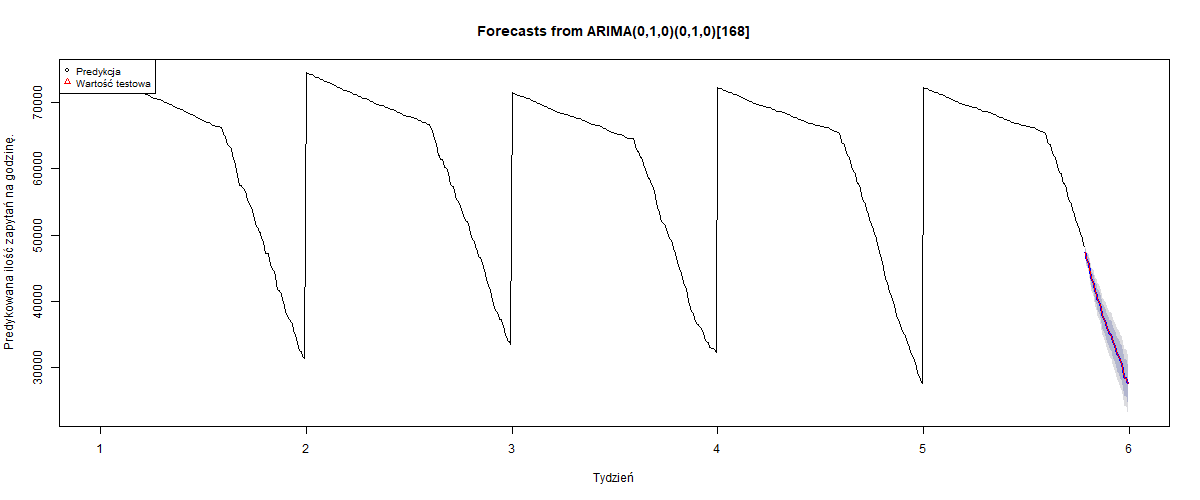 Forecasts from ARIMA(0,1,0)(0,1,0)[168]
Predykcja
Wartość testowa
Predykowana ilość zapytań na godzinę.
70000
60000
50000
40000
30000
1 2 3 4 5 6
Tydzień